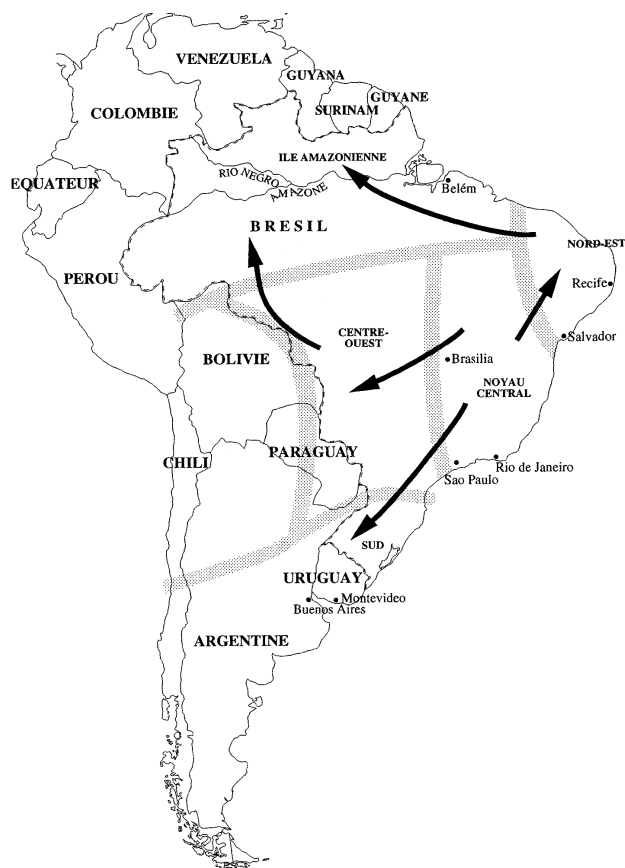 VENEZUELA
GUYANA
GUYANE
SURINAM
COLOMBIE
ILE AMAZONIENNE
RIO NEGRO
AMAZONE
EQUATEUR
Belém
BRESIL
NORD-EST
PEROU
Recife
CENTRE-
OUEST
Salvador
BOLIVIE
Brasilia
NOYAU
CENTRAL
PARAGUAY
CHILI
Rio de Janeiro
Sao Paulo
SUD
URUGUAY
Montevideo
Buenos Aires
ARGENTINE